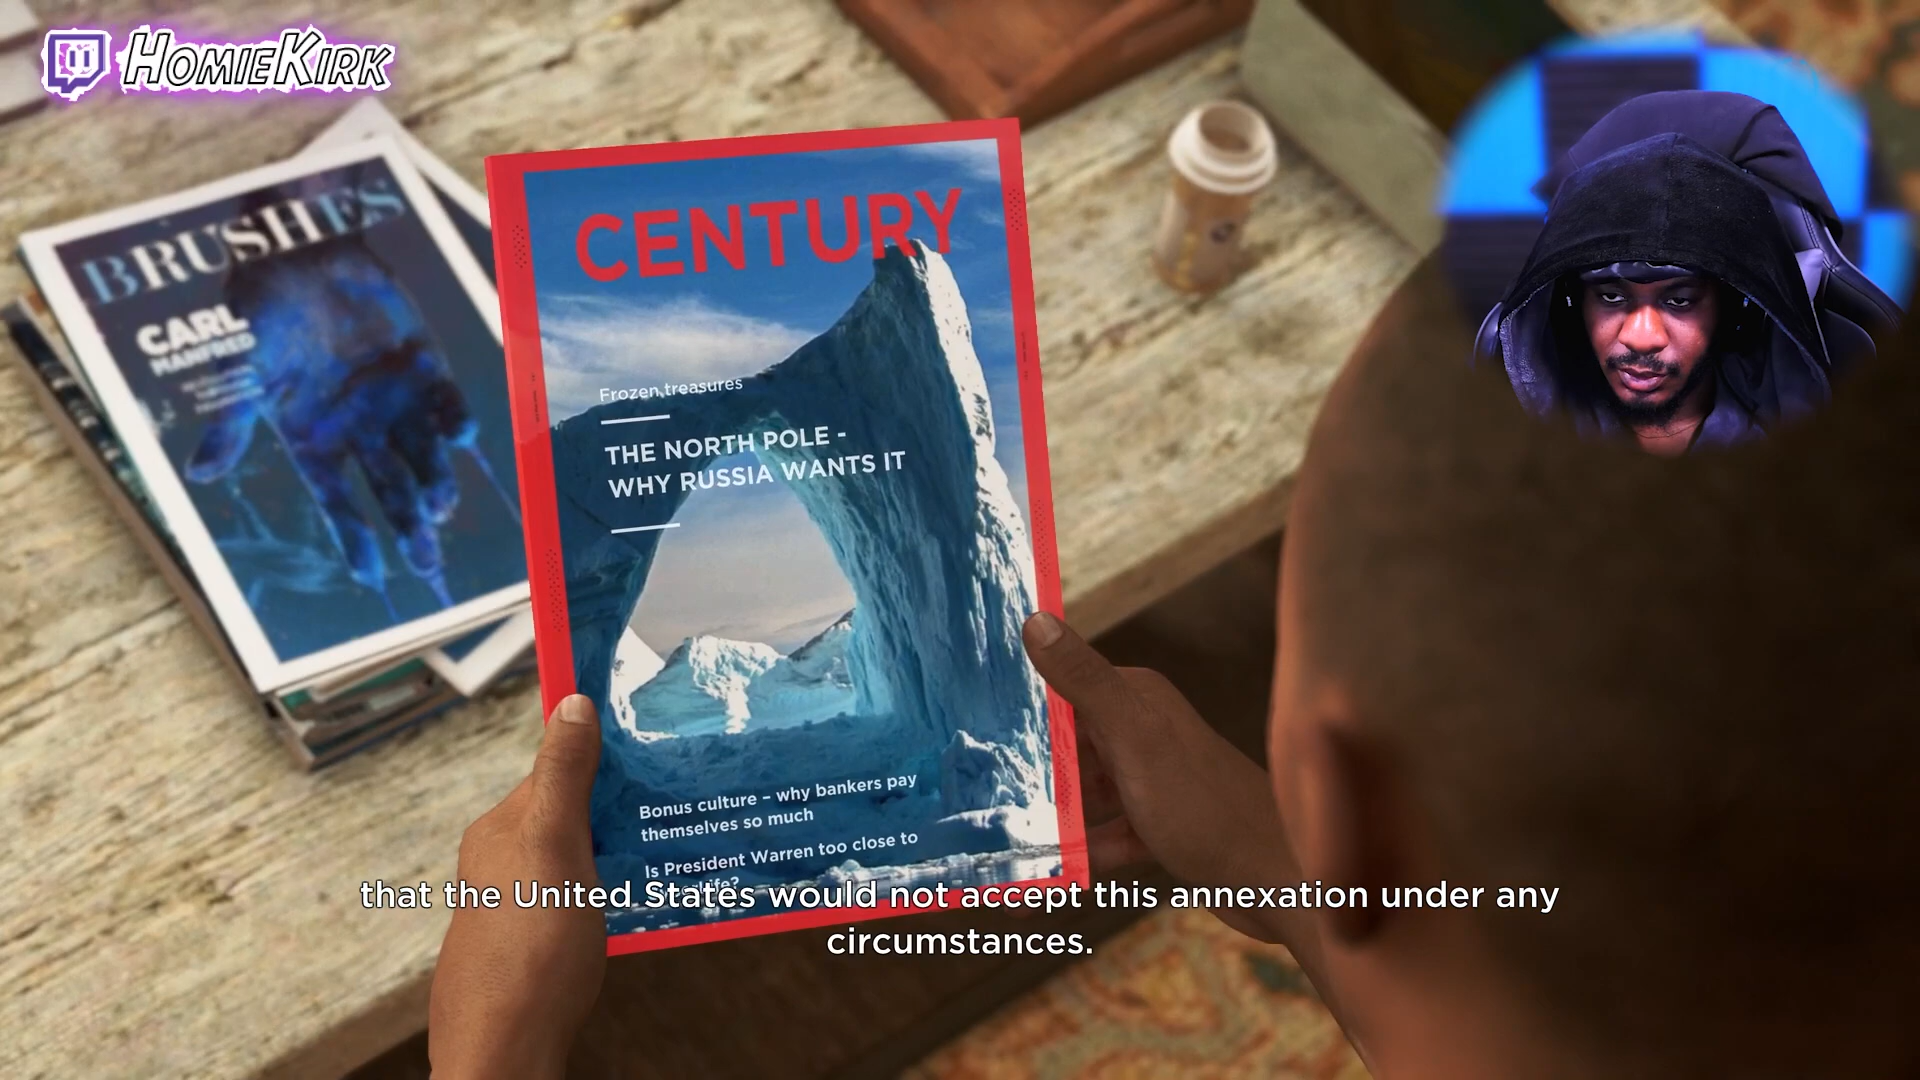 HOMIEKIRK
BRUSHES
CARL
MANFRED
CENTURY
Frozen treasures
THE NORTH POLE -
WHY RUSSIA WANTS IT
Bonus culture – why bankers pay
themselves so much
Is President Warren too close to
that the United States would not accept this annexation under any
circumstances.